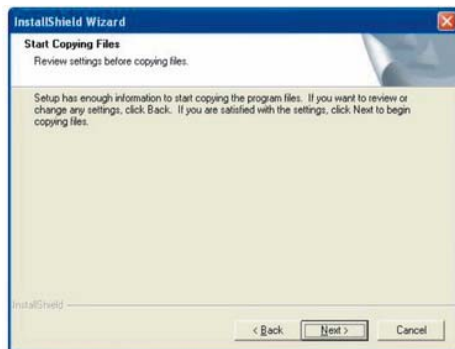 InstallShield Wizard
Start Copying Files
Review settings before copying files.
Setup has enough information to start copying the program files. If you want to review or
change any settings, click Back. If you are satisfied with the settings, click Next to begin
copying files.
InstallShield
< Back
Next >
Cancel